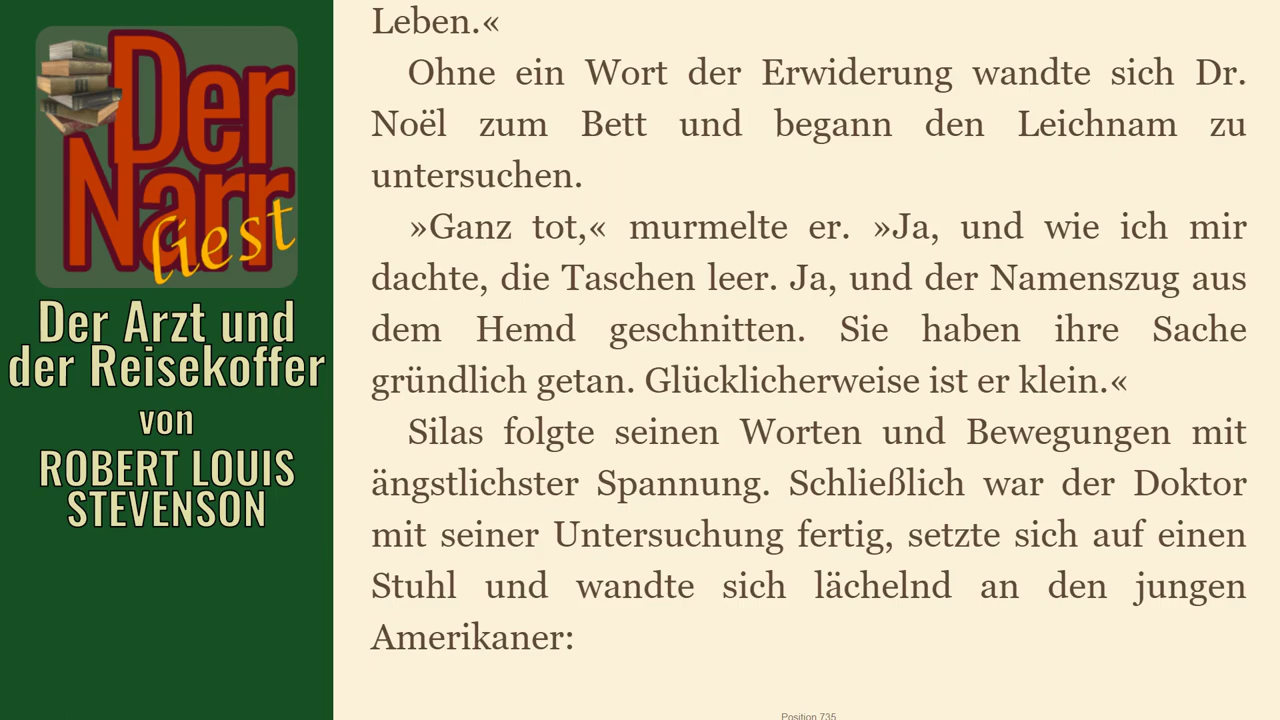 Der
Narr
liest
Der Arzt und
der Reisekoffer
von
ROBERT LOUIS
STEVENSON
Leben.«
Ohne ein Wort der Erwiderung wandte sich Dr.
Noël zum Bett und begann den Leichnam zu
untersuchen.
»Ganz tot,« murmelte er. »Ja, und wie ich mir
dachte, die Taschen leer. Ja, und der Namenszug aus
dem Hemd geschnitten. Sie haben ihre Sache
gründlich getan. Glücklicherweise ist er klein.«
Silas folgte seinen Worten und Bewegungen mit
ängstlichster Spannung. Schließlich war der Doktor
mit seiner Untersuchung fertig, setzte sich auf einen
Stuhl und wandte sich lächelnd an den jungen
Amerikaner:
Position 735